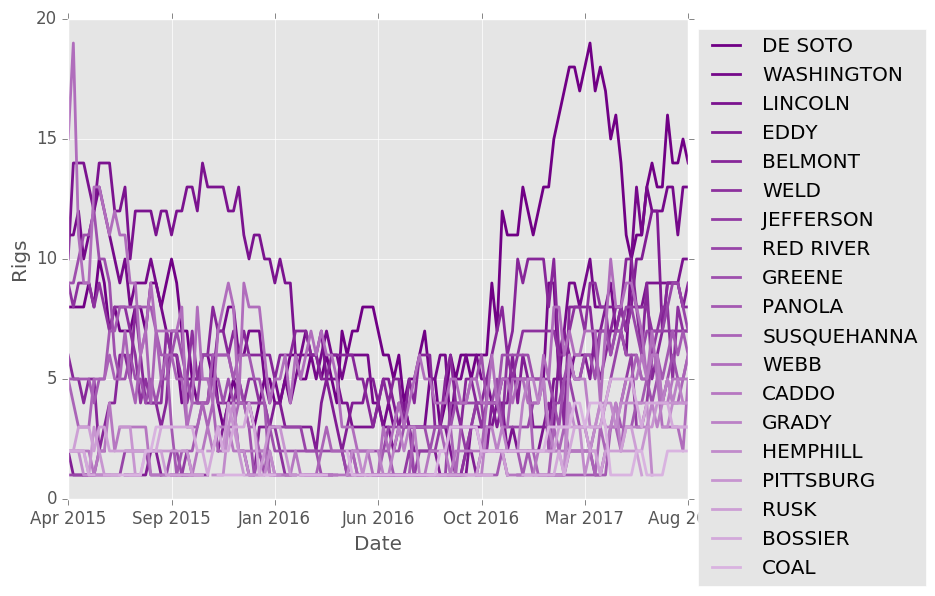 20
15
10
5
0
Rigs
Apr 2015 Sep 2015 Jan 2016 Jun 2016 Oct 2016 Mar 2017 Aug 20
Date
DE SOTO
WASHINGTON
LINCOLN
EDDY
BELMONT
WELD
JEFFERSON
RED RIVER
GREENE
PANOLA
SUSQUEHANNA
WEBB
CADDO
GRADY
HEMPHILL
PITTSBURG
RUSK
BOSSIER
COAL